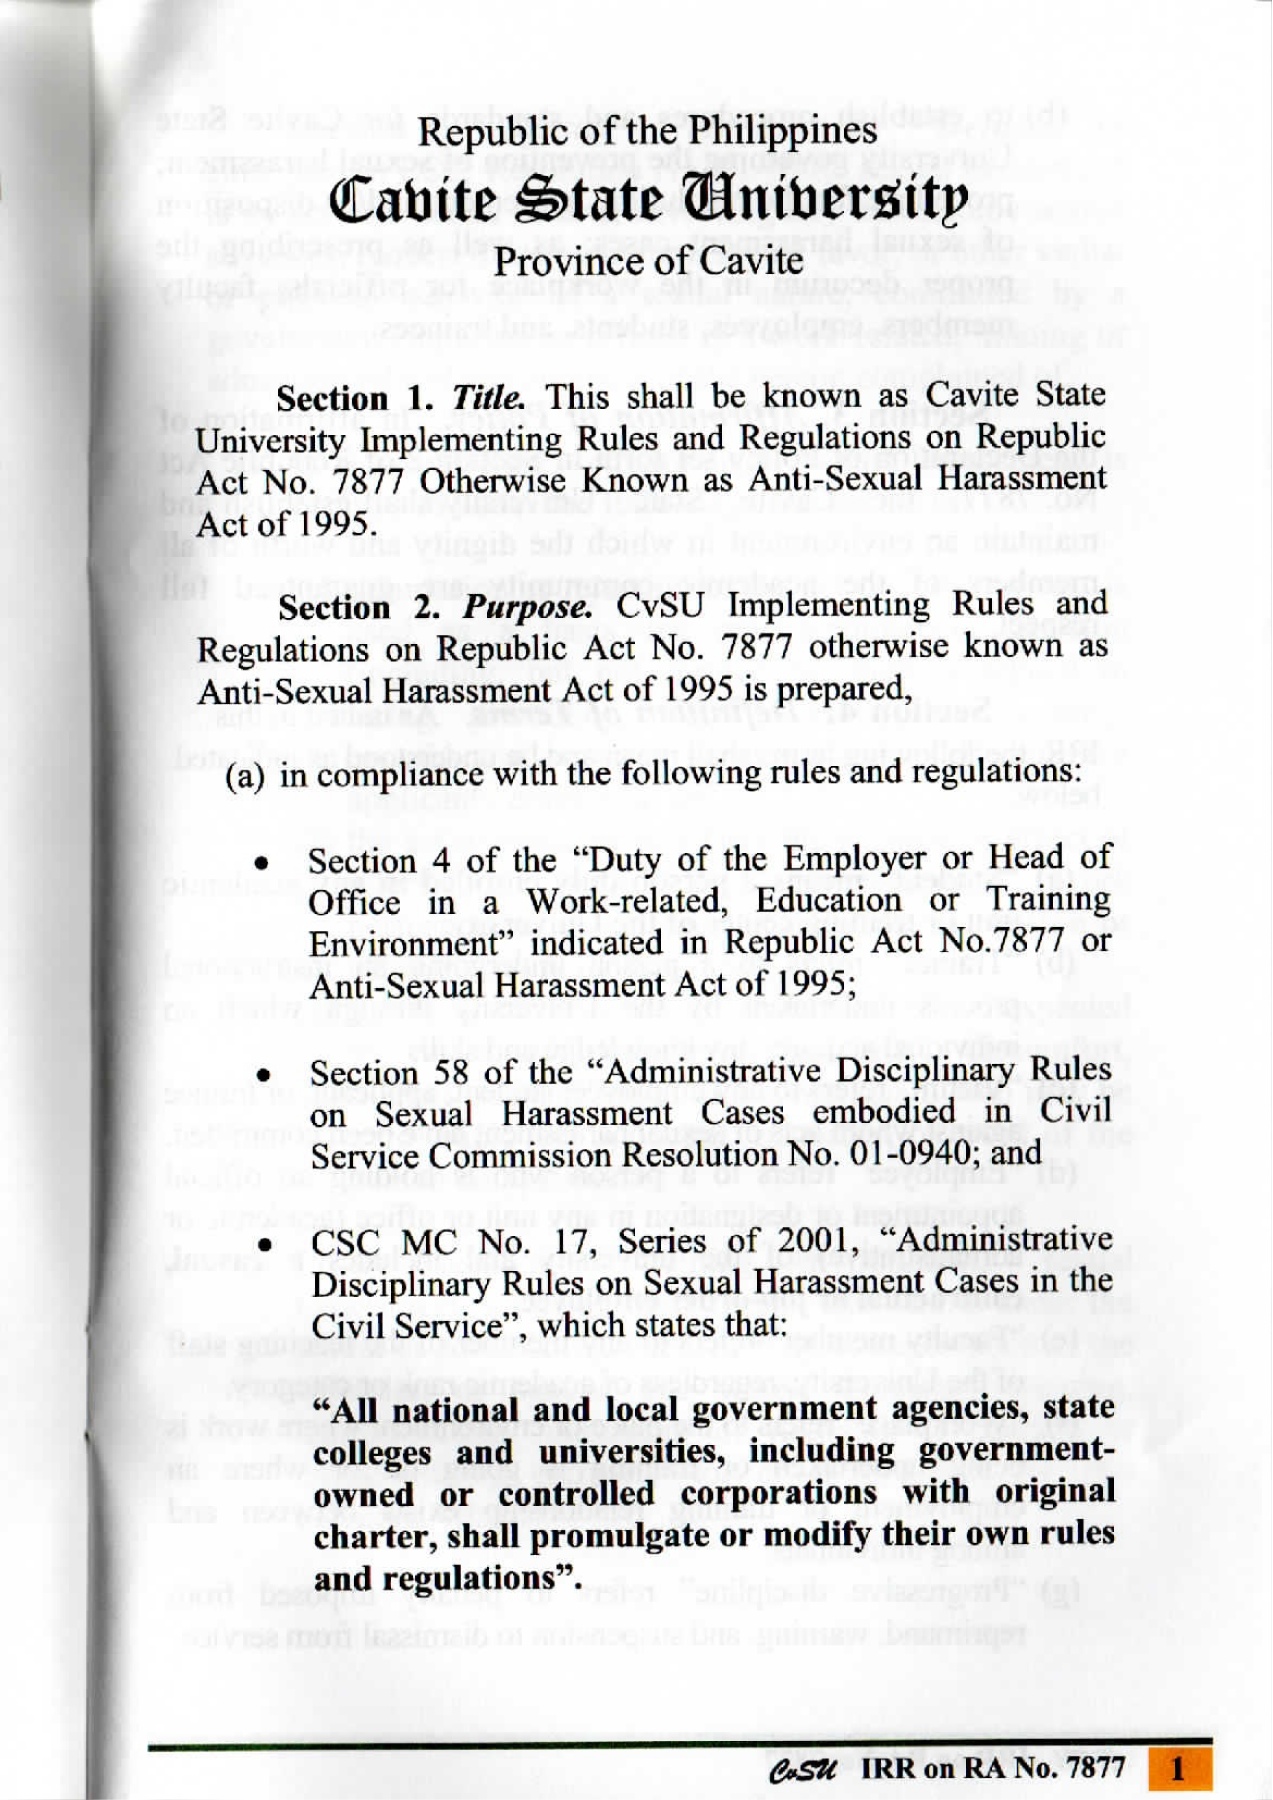 Republic of the Philippines
Cavite State University
Province of Cavite
Section 1. Title. This shall be known as Cavite State
University Implementing Rules and Regulations on Republic
Act No. 7877 Otherwise Known as Anti-Sexual Harassment
Act of 1995.
Section 2. Purpose. CvSU Implementing Rules and
Regulations on Republic Act No. 7877 otherwise known as
Anti-Sexual Harassment Act of 1995 is prepared,
(a) in compliance with the following rules and regulations:
• Section 4 of the “Duty of the Employer or Head of
Office in a Work-related, Education or Training
Environment” indicated in Republic Act No.7877 or
Anti-Sexual Harassment Act of 1995;
• Section 58 of the “Administrative Disciplinary Rules
on Sexual Harassment Cases embodied in Civil
Service Commission Resolution No. 01-0940; and
• CSC MC No. 17, Series of 2001, “Administrative
Disciplinary Rules on Sexual Harassment Cases in the
Civil Service”, which states that:
“All national and local government agencies, state
colleges and universities, including government-
owned or controlled corporations with original
charter, shall promulgate or modify their own rules
and regulations”.
CvSU IRR on RA No. 7877 1